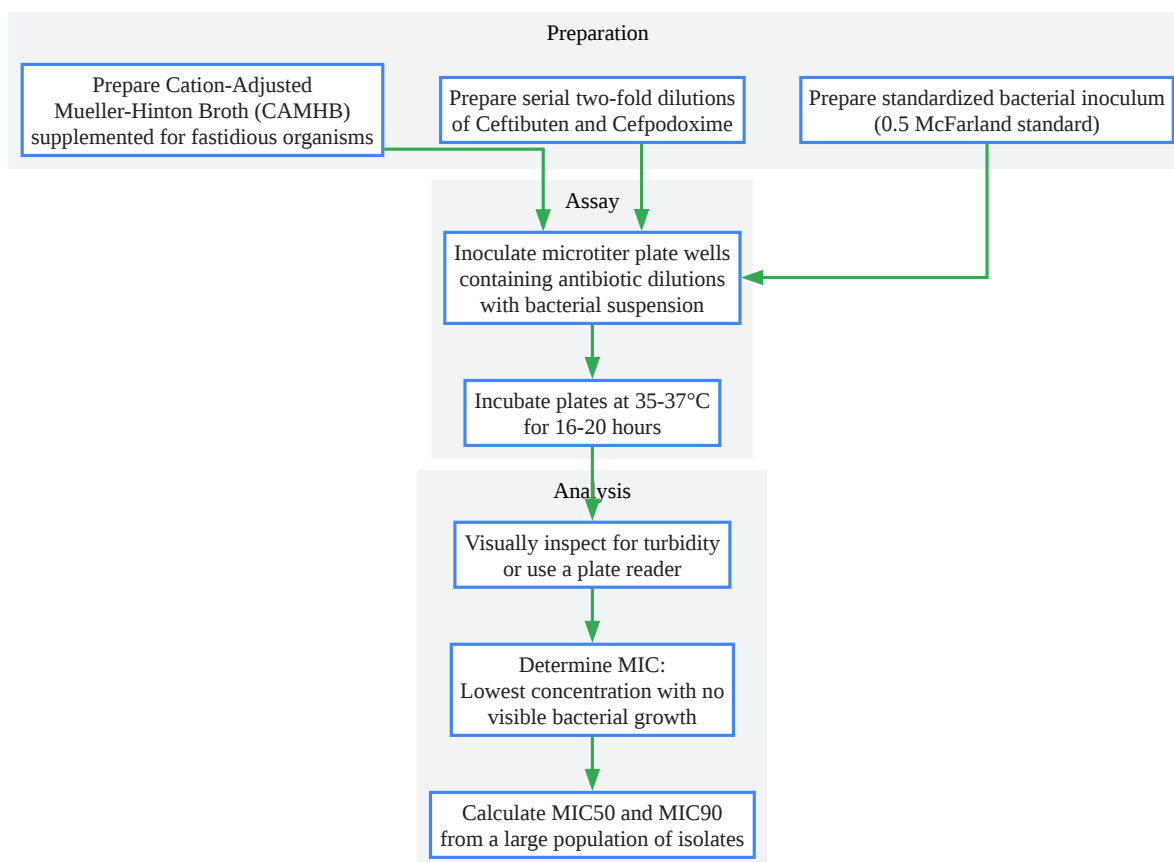 Preparation
Prepare Cation-Adjusted
Mueller-Hinton Broth (CAMHB)
supplemented for fastidious organisms
Prepare serial two-fold dilutions
of Ceftibuten and Cefpodoxime
Prepare standardized bacterial inoculum
(0.5 McFarland standard)
Assay
Inoculate microtiter plate wells
containing antibiotic dilutions
with bacterial suspension
Incubate plates at 35-37°C
for 16-20 hours
Analysis
Visually inspect for turbidity
or use a plate reader
Determine MIC:
Lowest concentration with no
visible bacterial growth
Calculate MIC50 and MIC90
from a large population of isolates